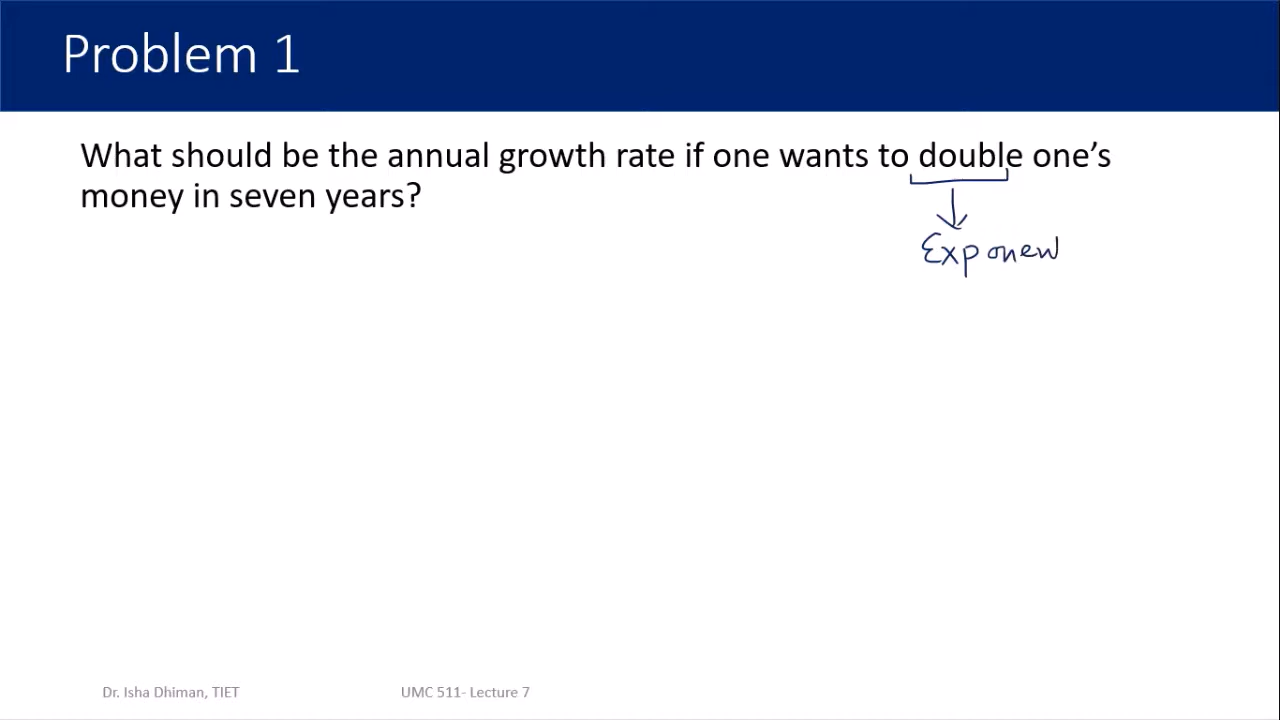 Problem 1
What should be the annual growth rate if one wants to double one’s
money in seven years?
Exponen
Dr. Isha Dhiman, TIET
UMC 511- Lecture 7